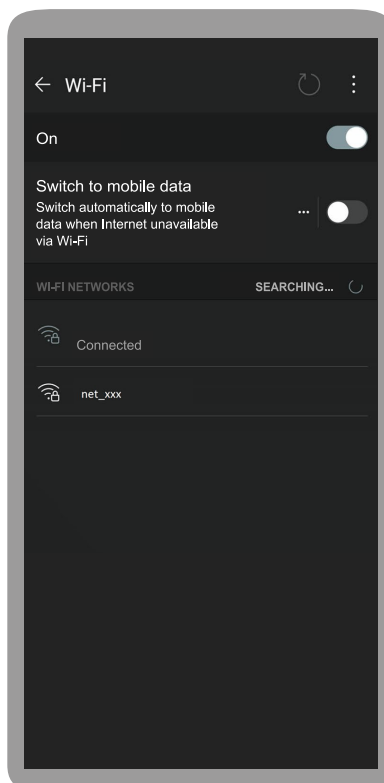 Wi-Fi
On
Switch to mobile data
Switch automatically to mobile
data when Internet unavailable
via Wi-Fi
WI-FI NETWORKS SEARCHING...
Connected
net_xxx